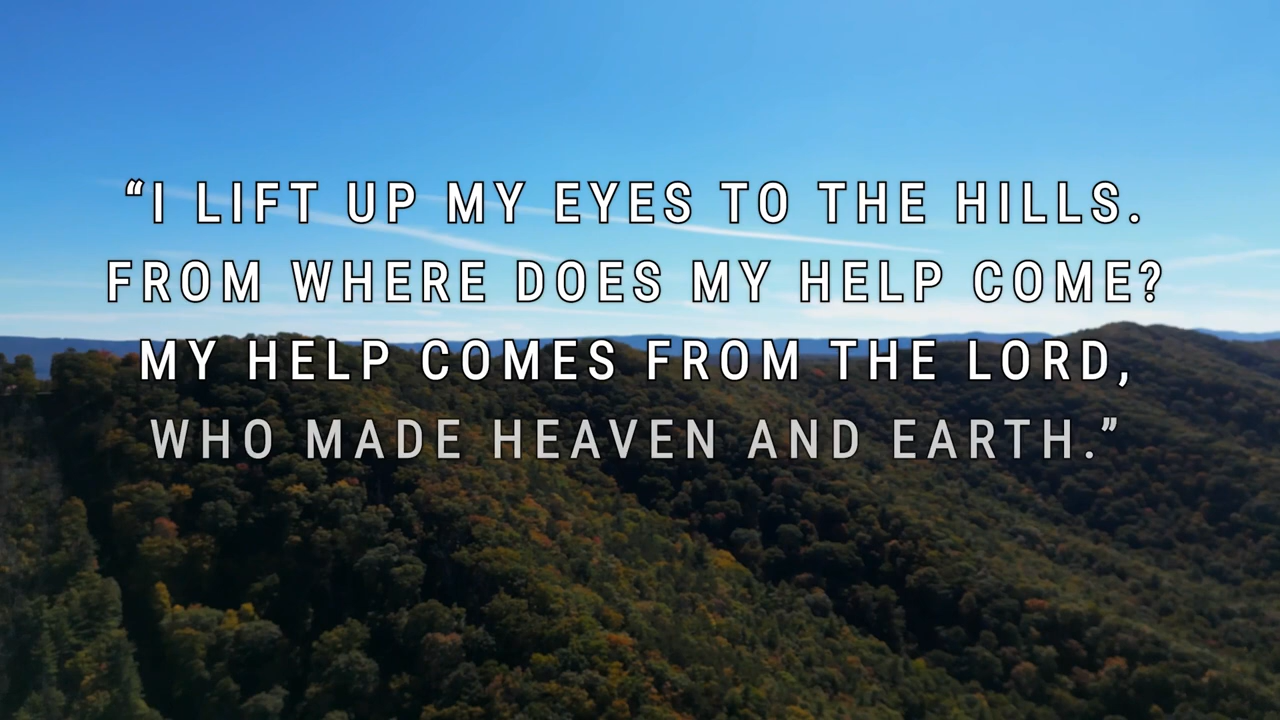 “I LIFT UP MY EYES TO THE HILLS.
FROM WHERE DOES MY HELP COME?
MY HELP COMES FROM THE LORD,
WHO MADE HEAVEN AND EARTH.”